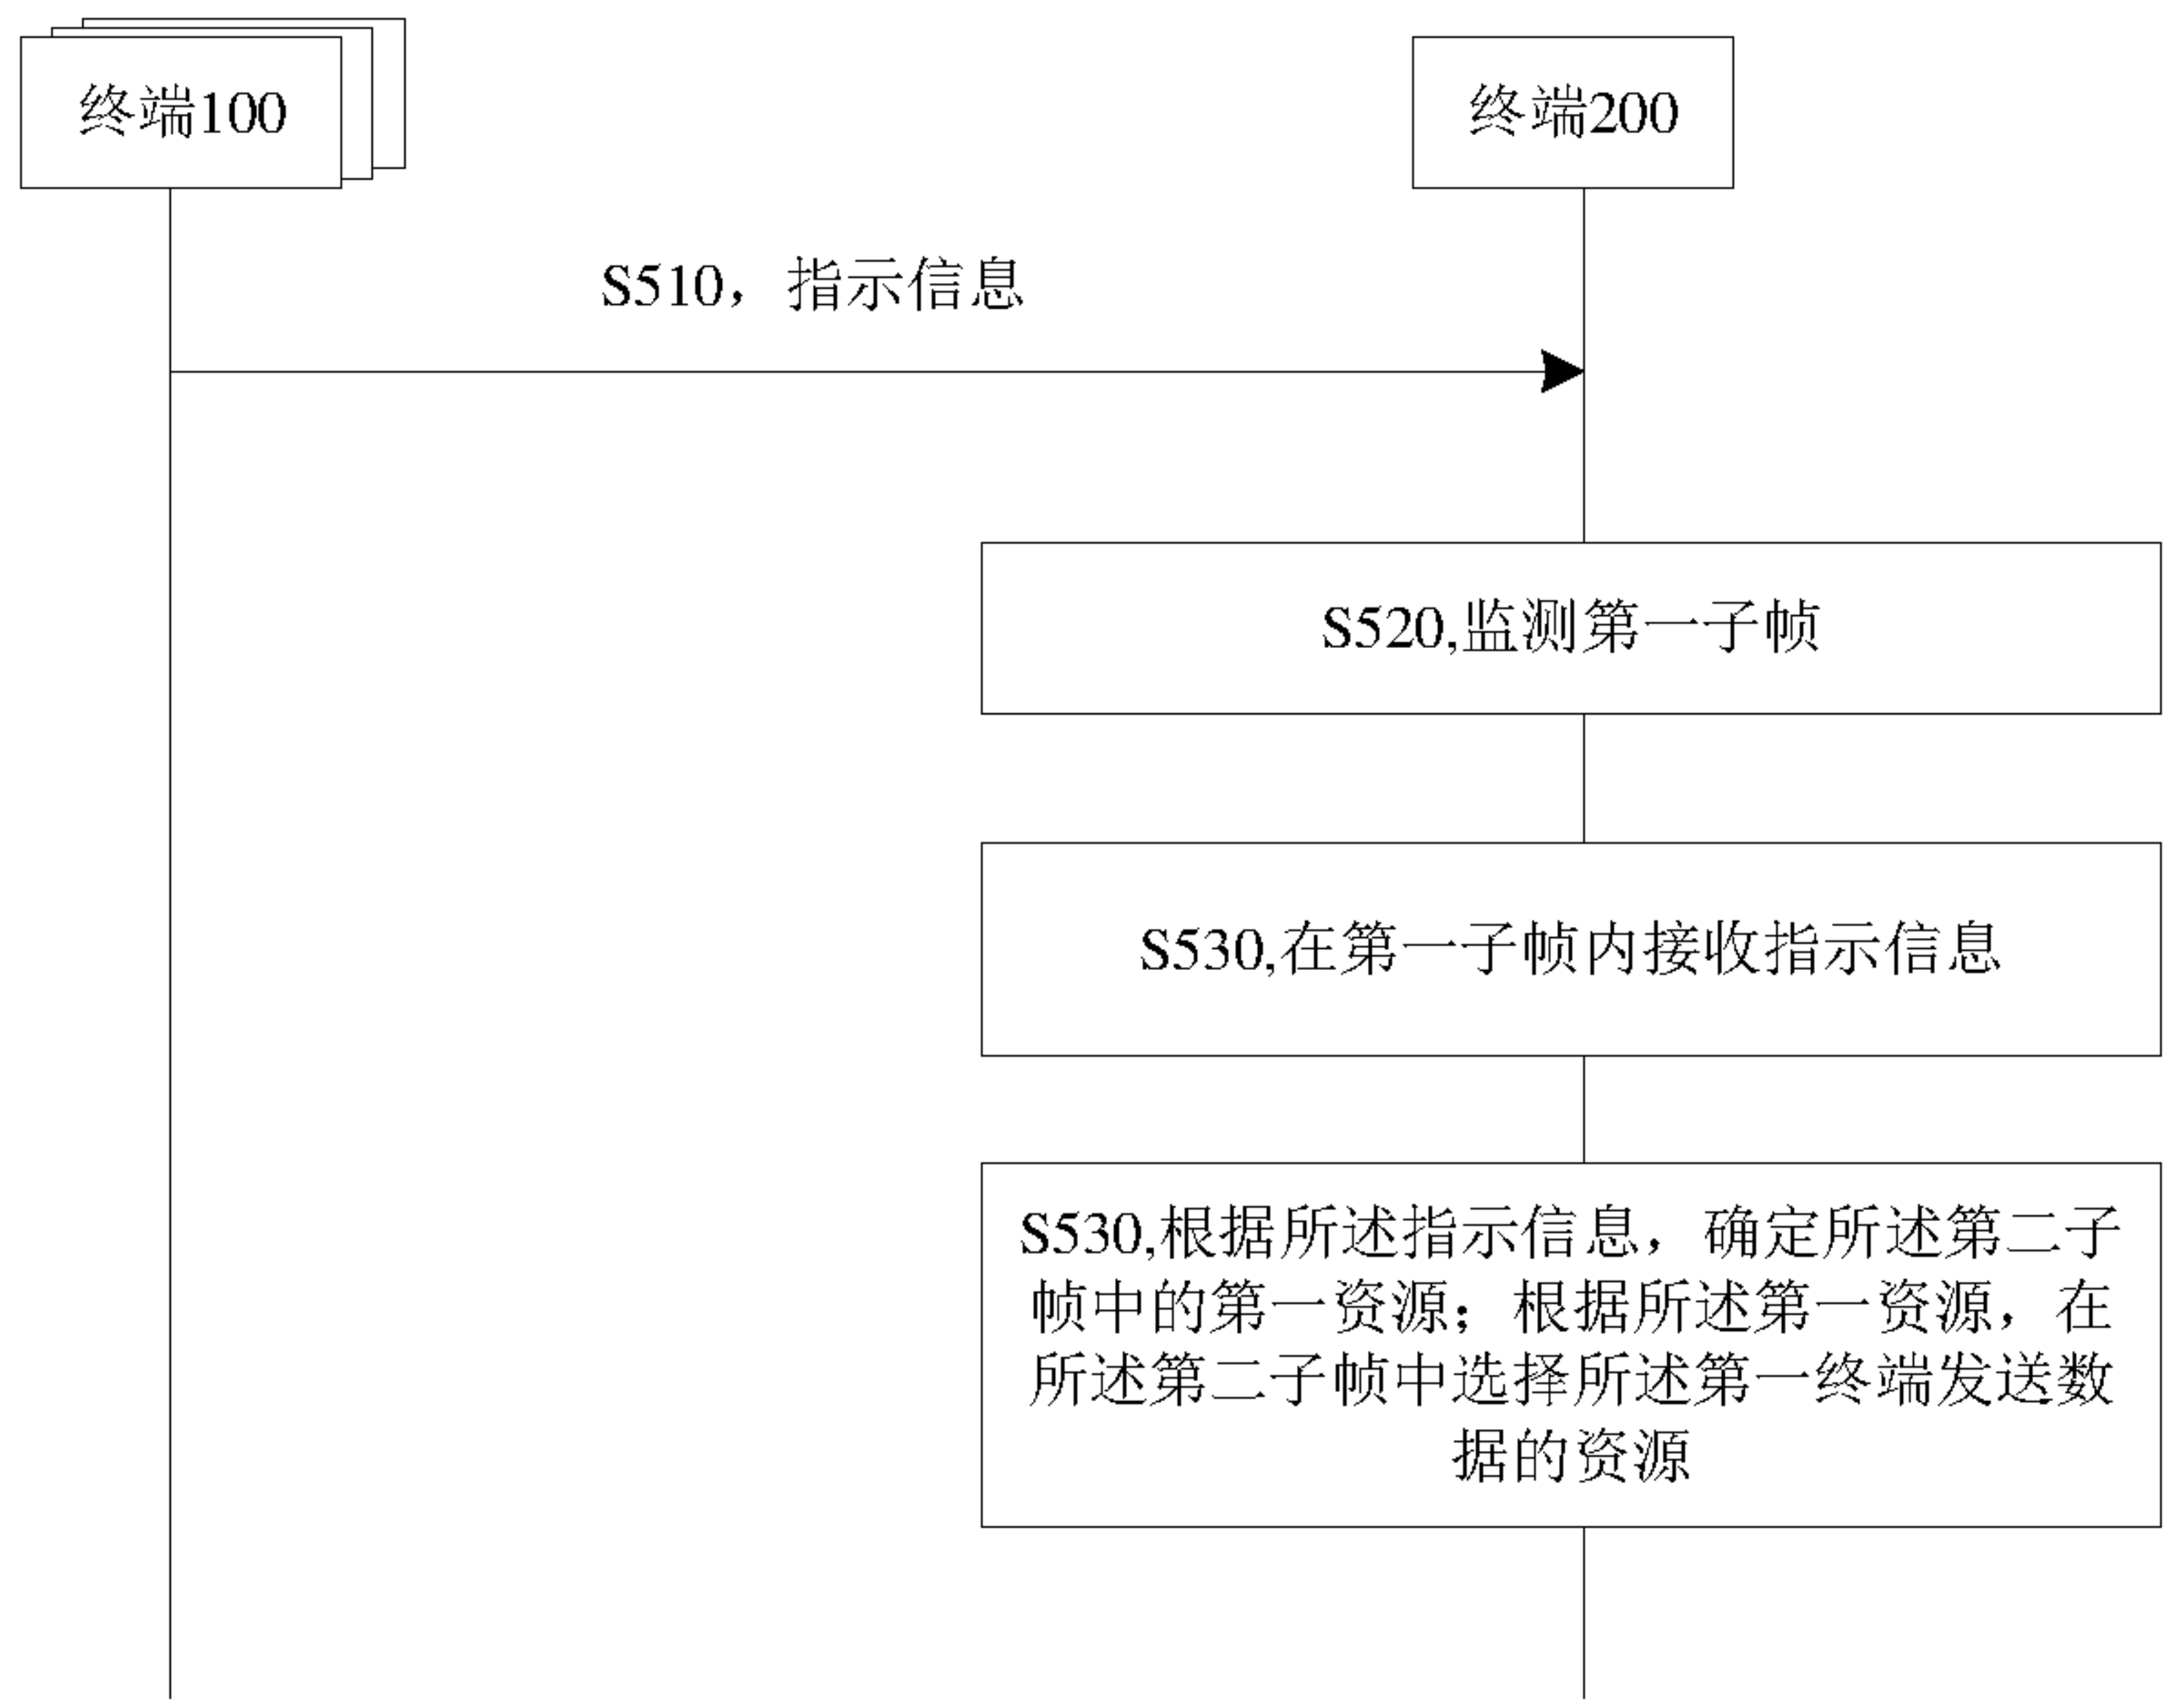 终端100
终端200
S510，指示信息
S520,监测第一子帧
S530,在第一子帧内接收指示信息
S530,根据所述指示信息，确定所述第二子
帧中的第一资源；根据所述第一资源，在
所述第二子帧中选择所述第一终端发送数
据的资源